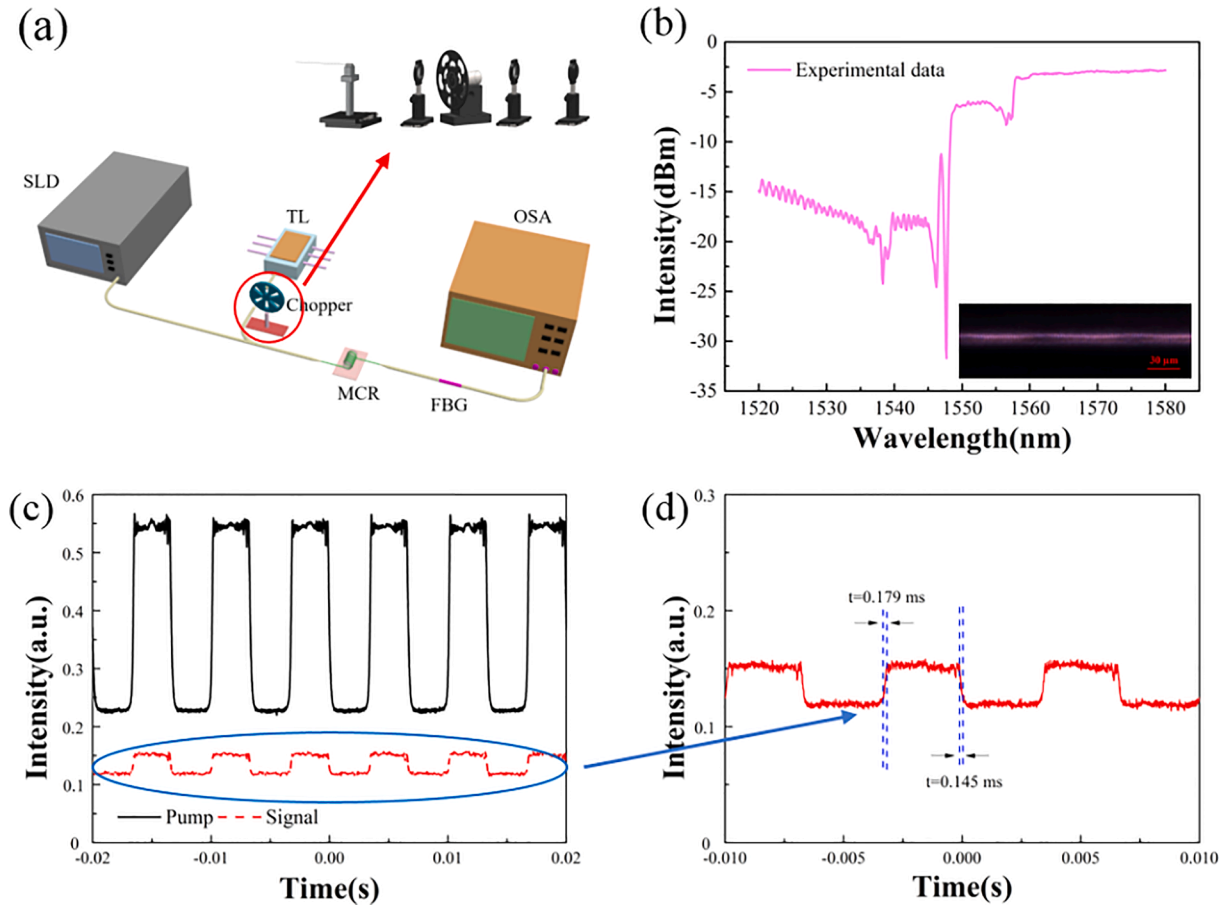 (a)
SLD
TL
Chopper
OSA
MCR
FBG
(b)
0
-5
-10
-15
-20
-25
-30
-35
Intensity(dBm)
Experimental data
30 μm
1520 1530 1540 1550 1560 1570 1580
Wavelength(nm)
(c)
0.6
0.5
0.4
0.3
0.2
0.1
0
Intensity(a.u.)
Pump Signal
-0.02 -0.01 0.00 0.01 0.02
Time(s)
(d)
0.3
0.2
0.1
0
Intensity(a.u.)
t=0.179 ms
t=0.145 ms
-0.010 -0.005 0.000 0.005 0.010
Time(s)